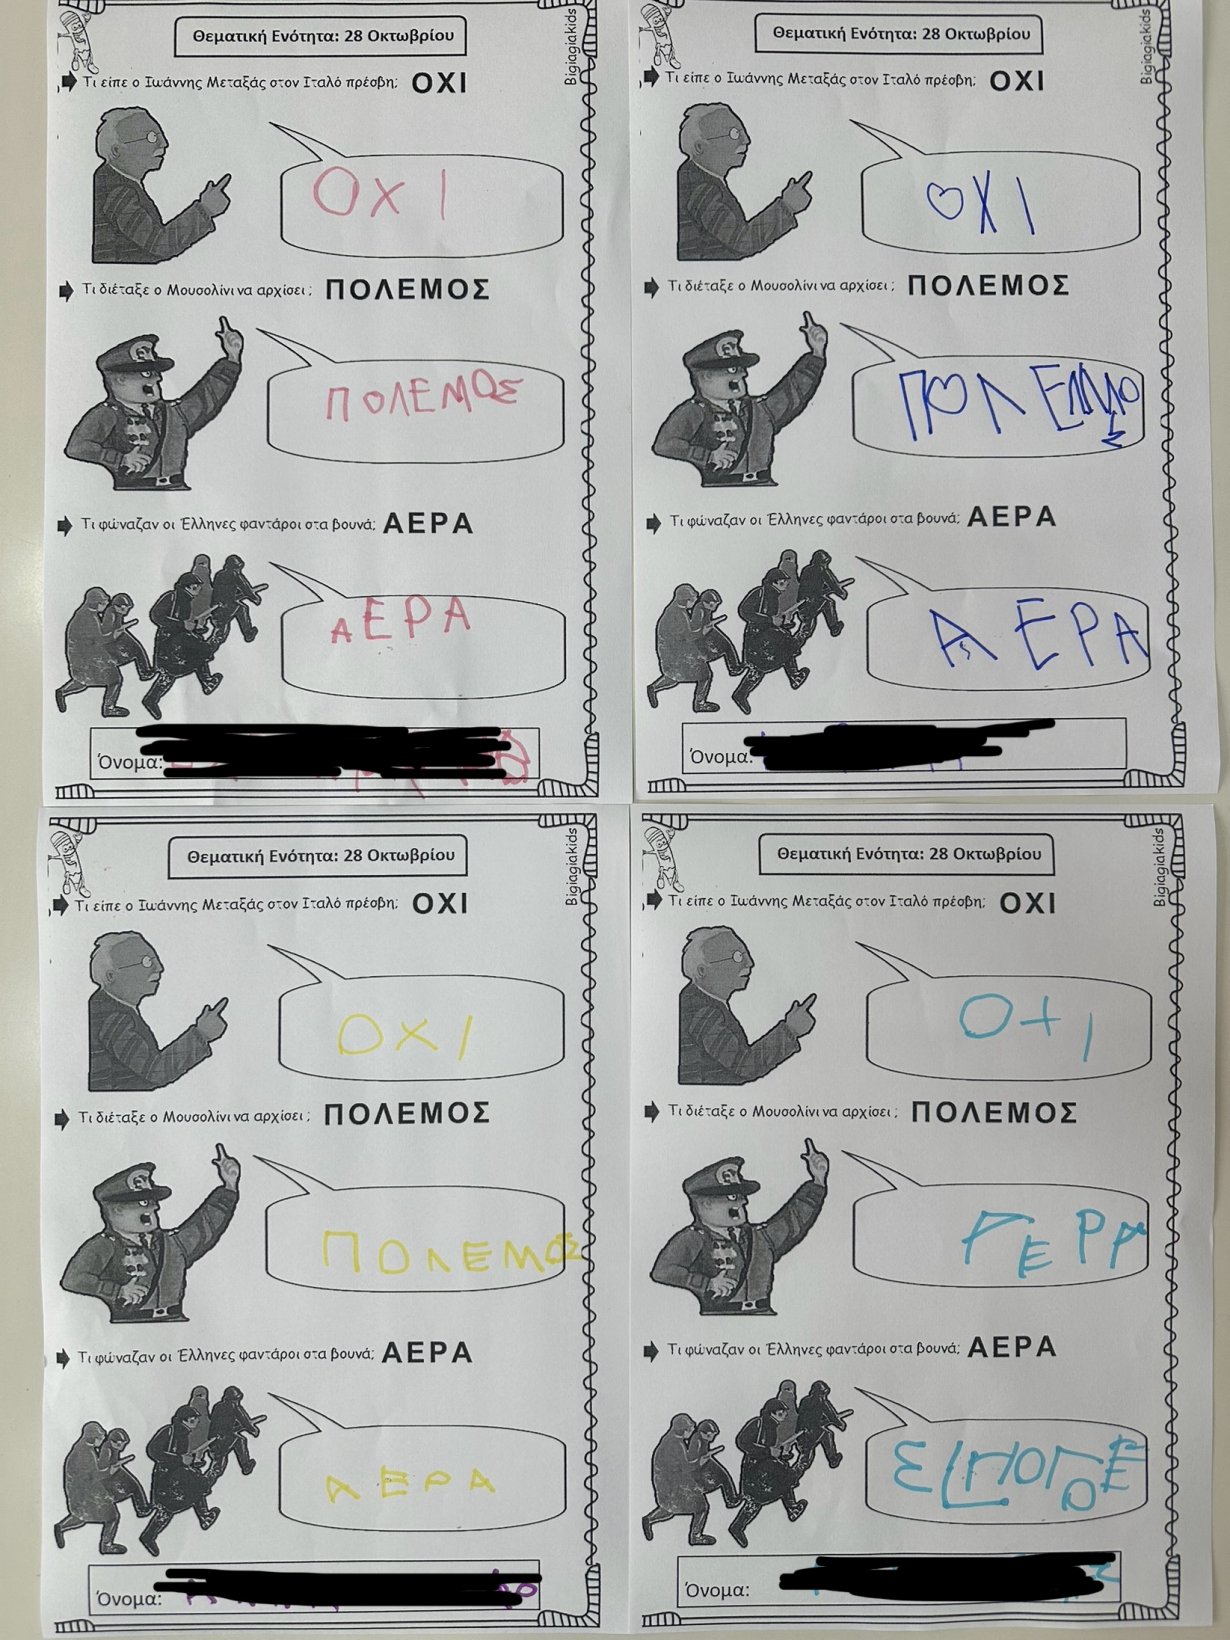 Θεματική Ενότητα: 28 Οκτωβρίου
Bigiagiakids
Τι είπε ο Ιωάννης Μεταξάς στον Ιταλό πρέσβη; ΟΧΙ
ΟΧΙ
Τι διέταξε ο Μουσολίνι να αρχίσει ; ΠΟΛΕΜΟΣ
ΠΟΛΕΜΟΣ
Τι φώναζαν οι Έλληνες φαντάροι στα βουνά; ΑΕΡΑ
ΑΕΡΑ
Όνομα:
Θεματική Ενότητα: 28 Οκτωβρίου
Bigiagiakids
Τι είπε ο Ιωάννης Μεταξάς στον Ιταλό πρέσβη; ΟΧΙ
ΟΧΙ
Τι διέταξε ο Μουσολίνι να αρχίσει ; ΠΟΛΕΜΟΣ
ΠΟΛΕΜΟΣ
Τι φώναζαν οι Έλληνες φαντάροι στα βουνά; ΑΕΡΑ
ΑΕΡΑ
Όνομα:
Θεματική Ενότητα: 28 Οκτωβρίου
Bigiagiakids
Τι είπε ο Ιωάννης Μεταξάς στον Ιταλό πρέσβη; ΟΧΙ
ΟΧΙ
Τι διέταξε ο Μουσολίνι να αρχίσει ; ΠΟΛΕΜΟΣ
ΠΟΛΕΜΟΣ
Τι φώναζαν οι Έλληνες φαντάροι στα βουνά; ΑΕΡΑ
ΑΕΡΑ
Όνομα:
Θεματική Ενότητα: 28 Οκτωβρίου
Bigiagiakids
Τι είπε ο Ιωάννης Μεταξάς στον Ιταλό πρέσβη; ΟΧΙ
Ο+Ι
Τι διέταξε ο Μουσολίνι να αρχίσει ; ΠΟΛΕΜΟΣ
Τι φώναζαν οι Έλληνες φαντάροι στα βουνά; ΑΕΡΑ
Όνομα: